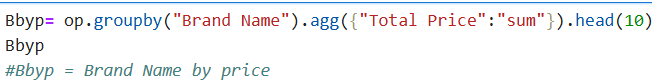 Bbyp= op.groupby("Brand Name").agg({"Total Price":"sum"}).head(10)
Bbyp
#Bbyp = Brand Name by price